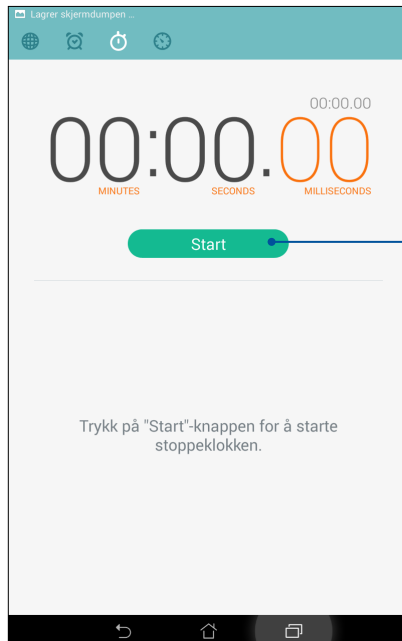 Lagrer skjermdumpen ...
00:00.00
00:00.00
MINUTES SECONDS MILLISECONDS
Start
Trykk på "Start"-knappen for å starte
stoppeklokken.